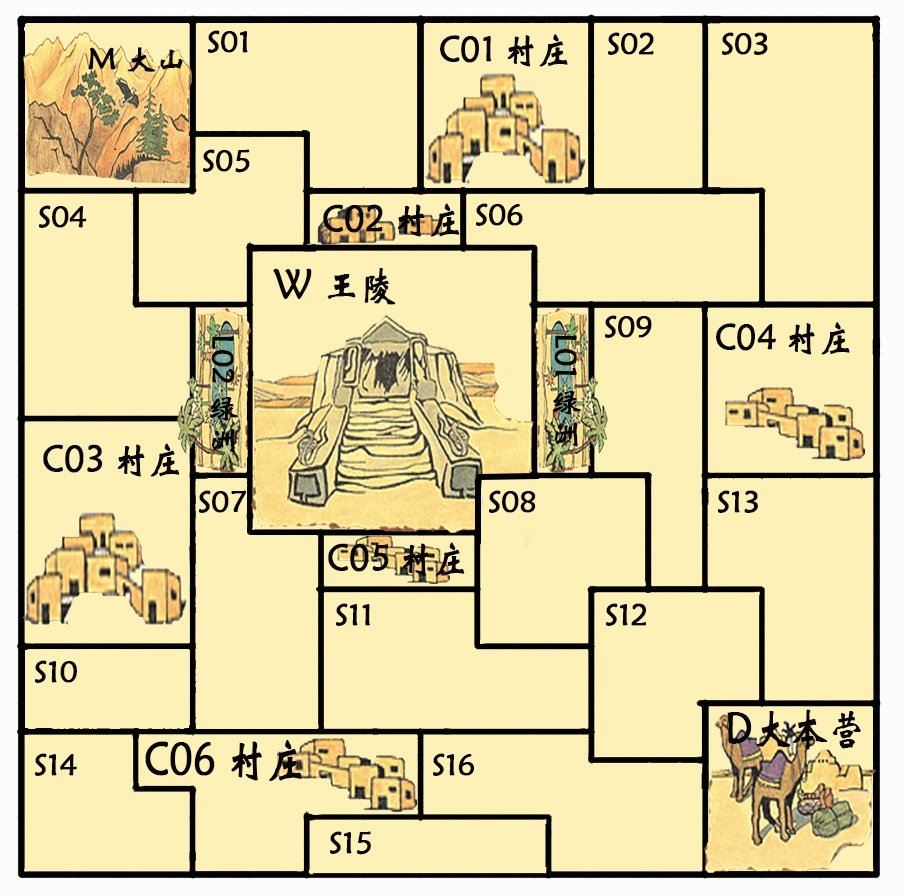 M 大山
S01
C01 村庄
S02
S03
S05
S04
C02 村庄
S06
W 王陵
L02 绿洲
L01 绿洲
S09
C04 村庄
C03 村庄
S07
S08
S13
C05 村庄
S11
S12
S10
D大本营
S14
C06 村庄
S16
S15